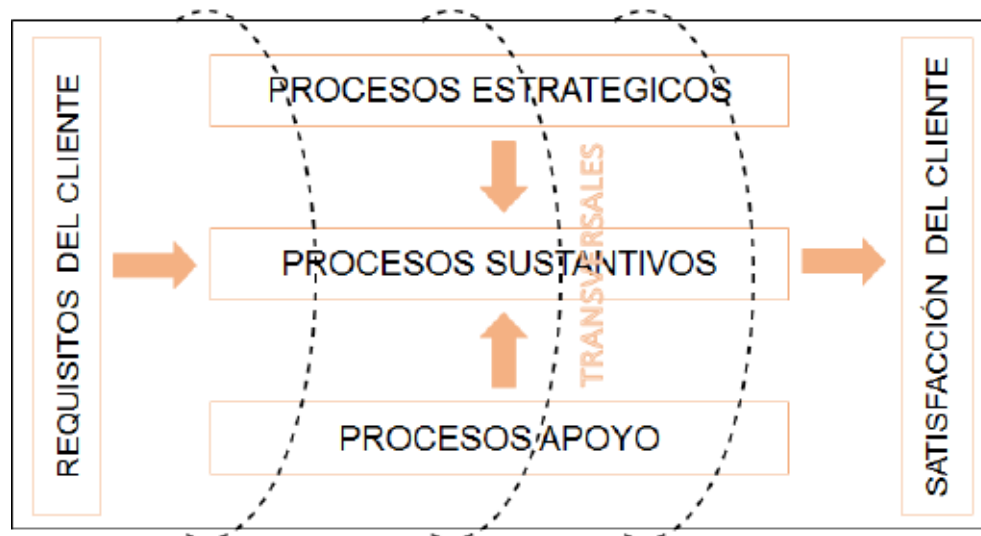 REQUISITOS DEL CLIENTE
PROCESOS ESTRATEGICOS
TRANSVERSALES
PROCESOS SUSTANTIVOS
PROCESOS APOYO
SATISFACCIÓN DEL CLIENTE